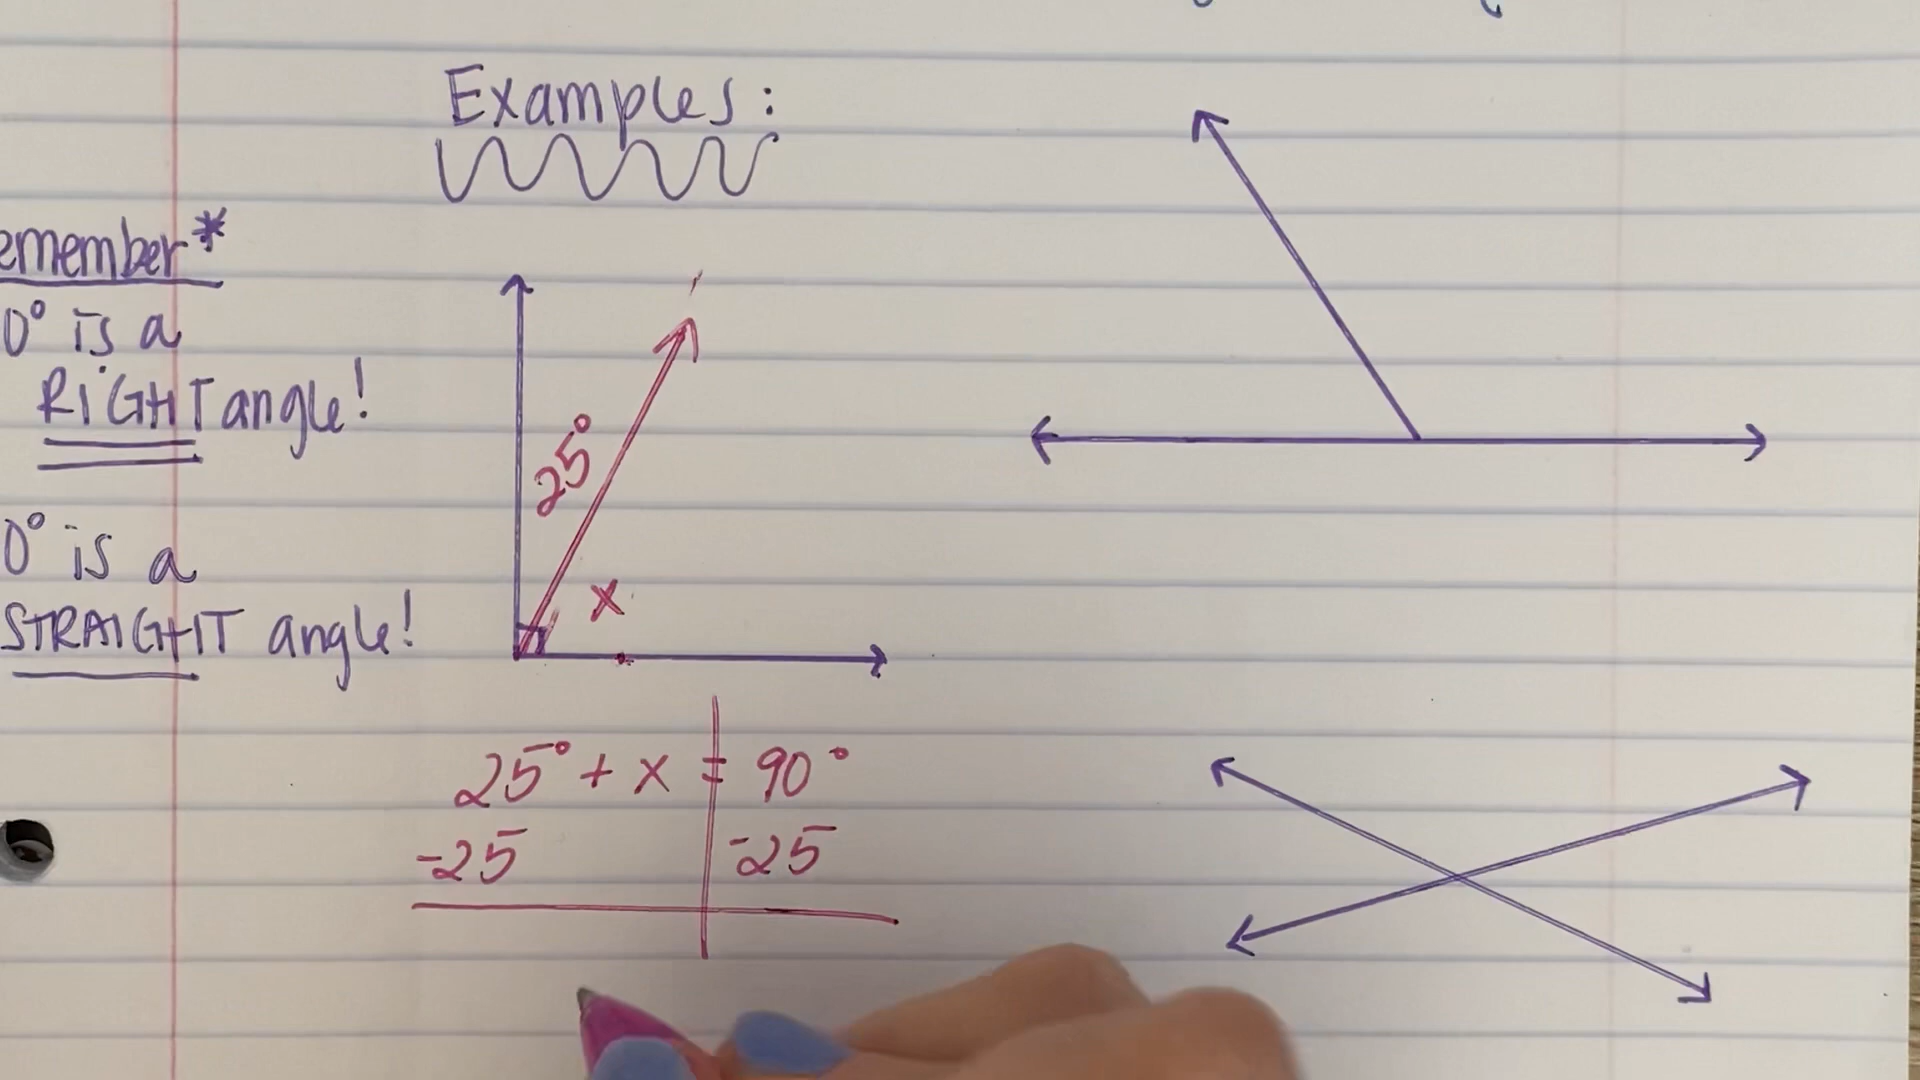 Examples:
emember*
0° is a
RIGHT angle!
0° is a
STRAIGHT angle!
25°
x
25° + x = 90°
-25 -25